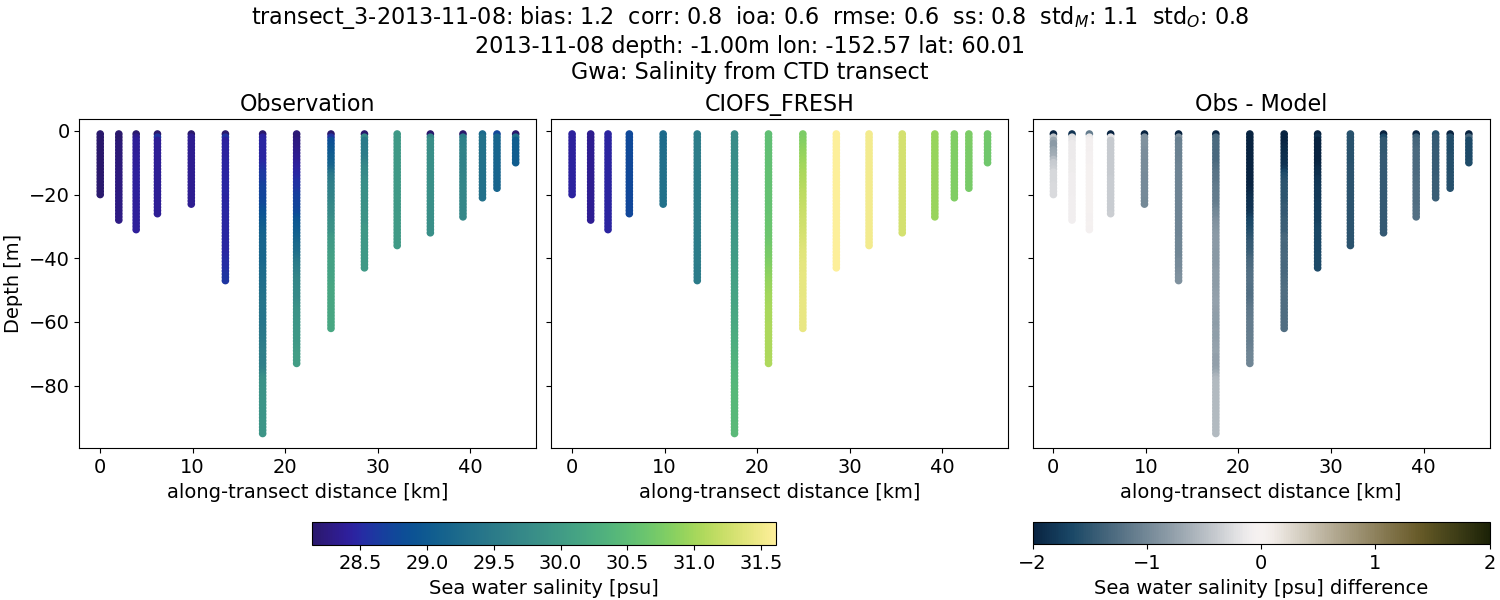 transect_3-2013-11-08: bias: 1.2 corr: 0.8 ioa: 0.6 rmse: 0.6 ss: 0.8 std_M: 1.1 std_O: 0.8
2013-11-08 depth: -1.00m lon: -152.57 lat: 60.01
Gwa: Salinity from CTD transect
Observation CIOFS_FRESH Obs - Model
0
−20
−40
−60
−80
Depth [m]
0 10 20 30 40 0 10 20 30 40 0 10 20 30 40
along-transect distance [km] along-transect distance [km] along-transect distance [km]
28.5 29.0 29.5 30.0 30.5 31.0 31.5 −2 −1 0 1 2
Sea water salinity [psu] Sea water salinity [psu] difference